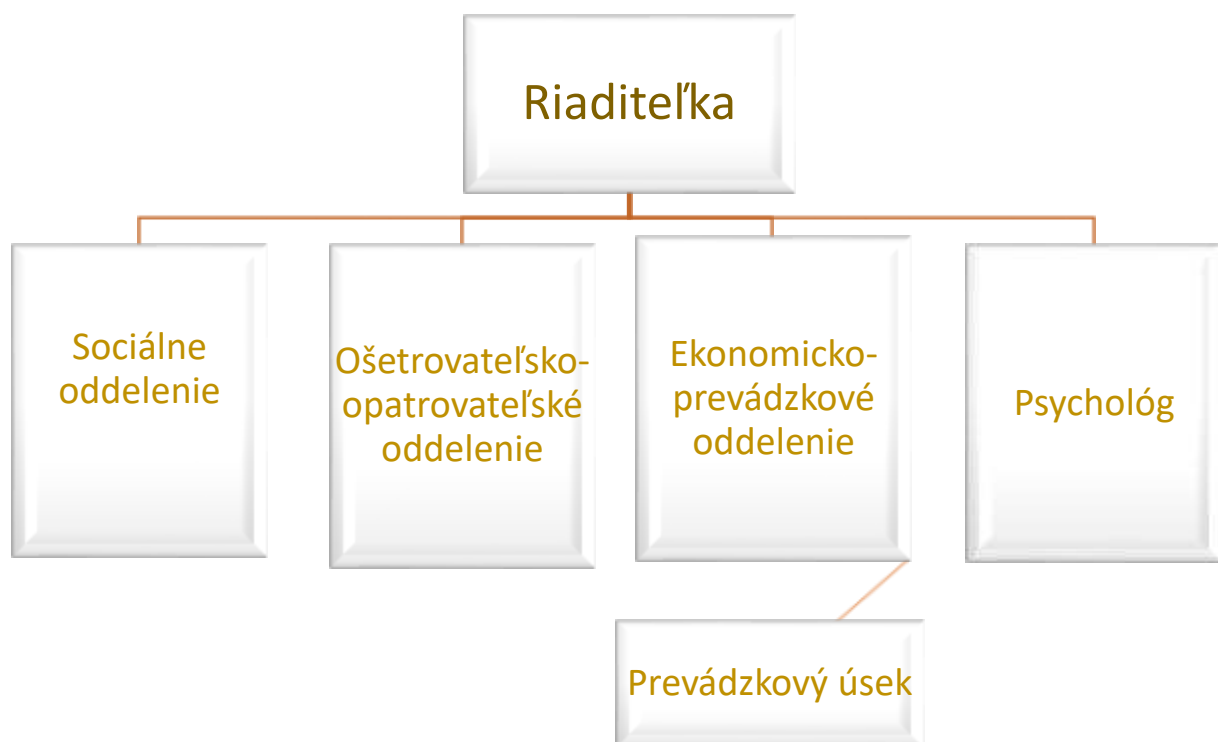 Riaditeľka
Sociálne
oddelenie
Ošetrovateľsko-
opatrovateľské
oddelenie
Ekonomicko-
prevádzkové
oddelenie
Psychológ
Prevádzkový úsek